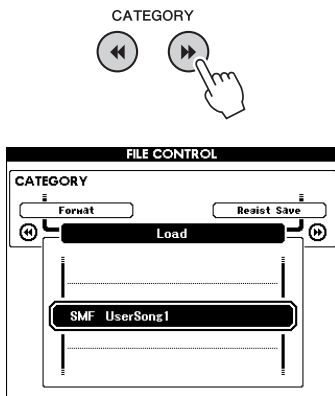 CATEGORY
FILE CONTROL
CATEGORY
Format
Regist Save
Load
SMF UserSong1